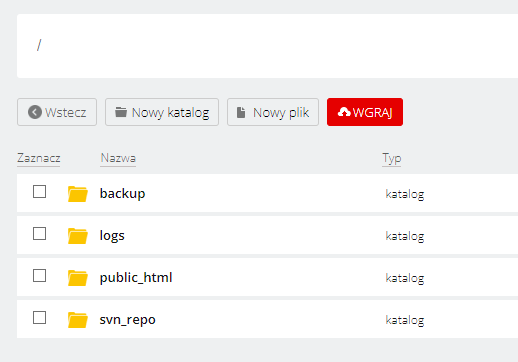 /
Wstecz Nowy katalog Nowy plik WGRAJ
Zaznacz Nazwa Typ
backup katalog
logs katalog
public_html katalog
svn_repo katalog